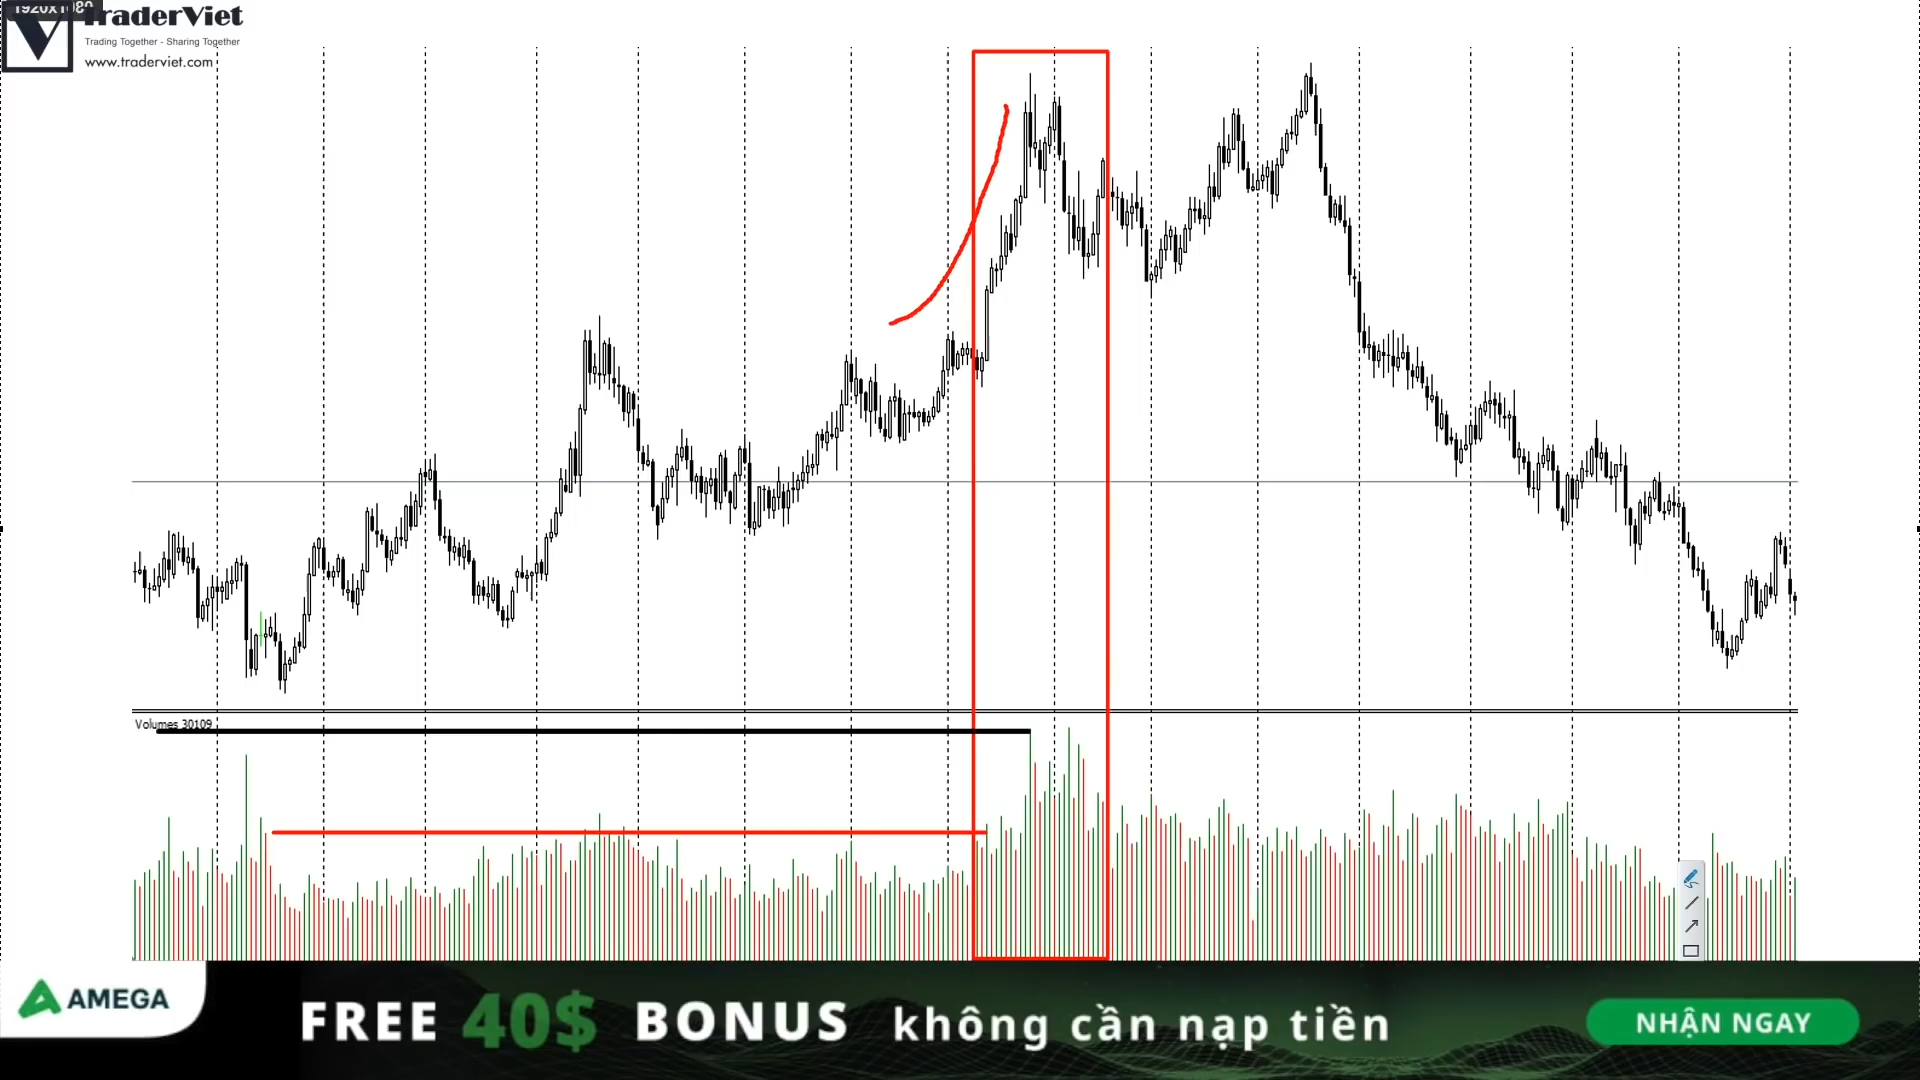 1920X1080
TraderViet
Trading Together - Sharing Together
www.traderviet.com
Volumes 30109
AMEGA
FREE 40$ BONUS không cần nạp tiền
NHẬN NGAY